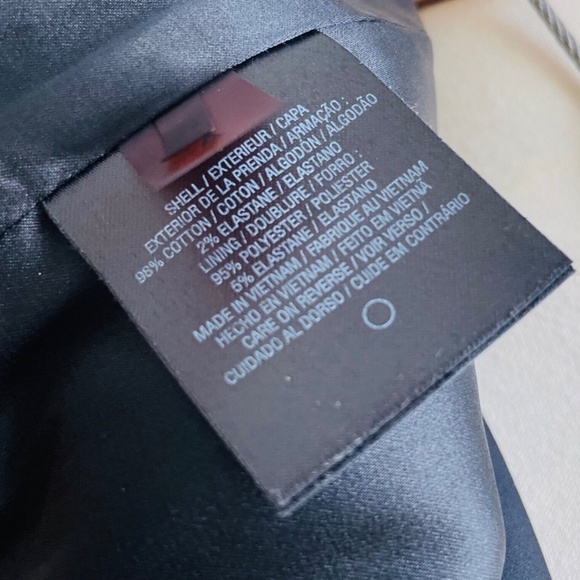 SHELL / EXTERIEUR / CAPA
EXTERIOR DE LA PRENDA / ARMAÇÃO :
98% COTTON / COTON / ALGODÓN / ALGODÃO
2% ELASTANE / ELASTANO
LINING / DOUBLURE / FORRO :
95% POLYESTER / POLIESTER
5% ELASTANE / ELASTANO
MADE IN VIETNAM / FABRIQUE AU VIETNAM
HECHO EN VIETNAM / FEITO EM VIETNÃ
CARE ON REVERSE / VOIR VERSO /
CUIDADO AL DORSO / CUIDE EM CONTRÁRIO